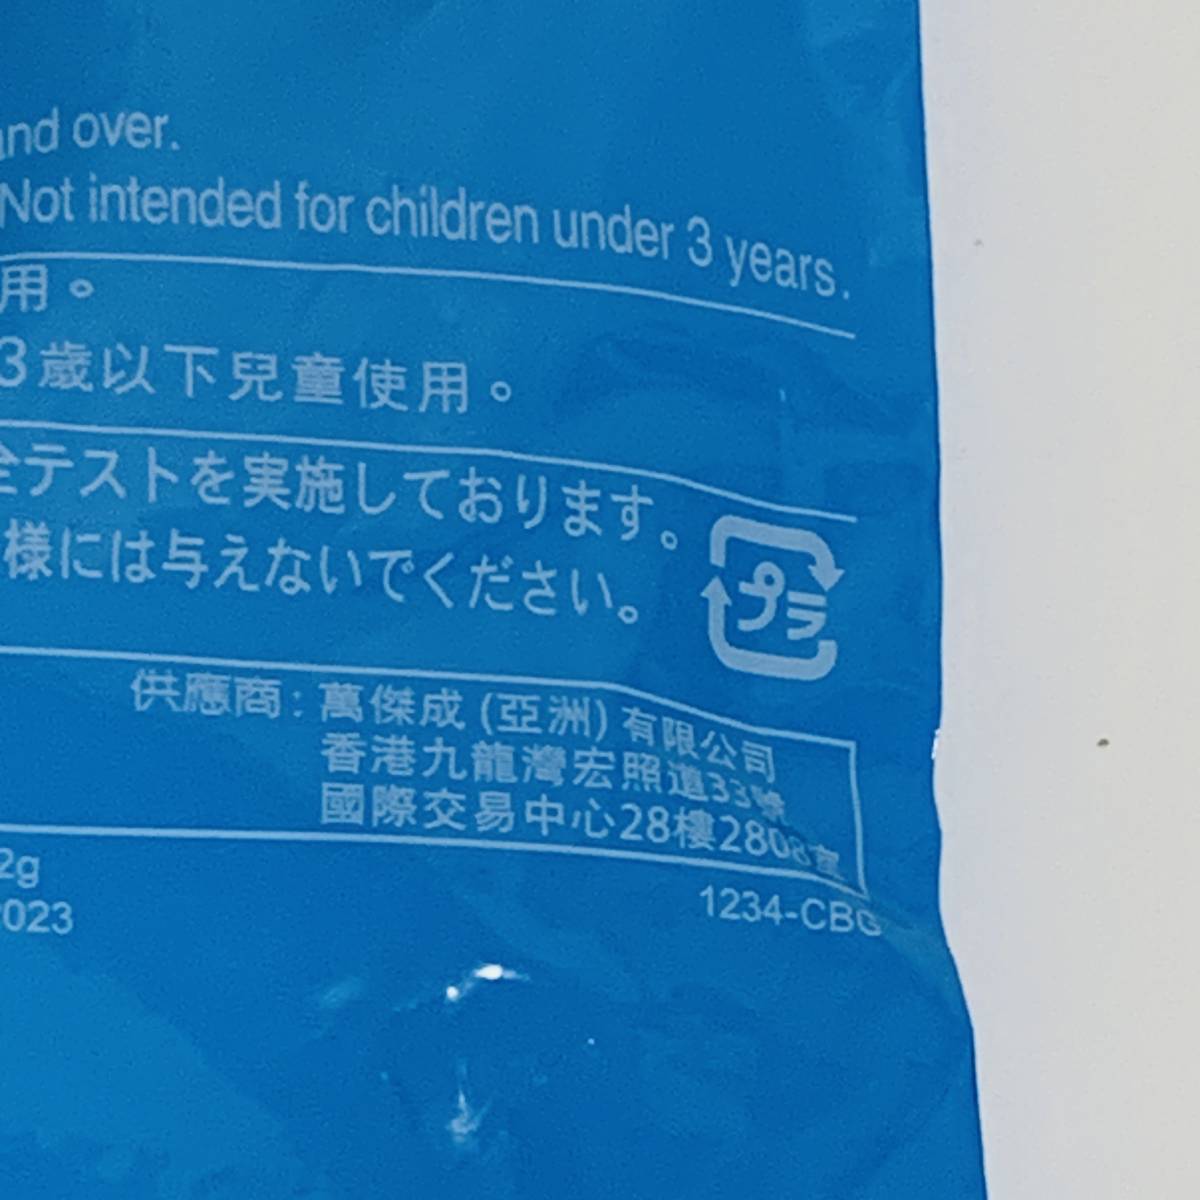 and over.
Not intended for children under 3 years.
用。
3歲以下兒童使用。
全テストを実施しております。
様には与えないでください。
プラ
供應商: 萬傑成 (亞洲) 有限公司
香港九龍灣宏照道33號
國際交易中心28樓2808室
2g
2023
1234-CBG